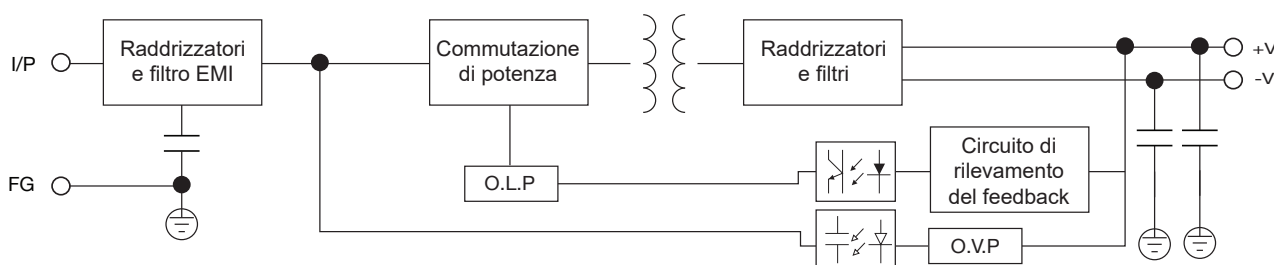 I/P
Raddrizzatori
e filtro EMI
Commutazione
di potenza
Raddrizzatori
e filtri
+V
-V
FG
O.L.P
Circuito di
rilevamento
del feedback
O.V.P